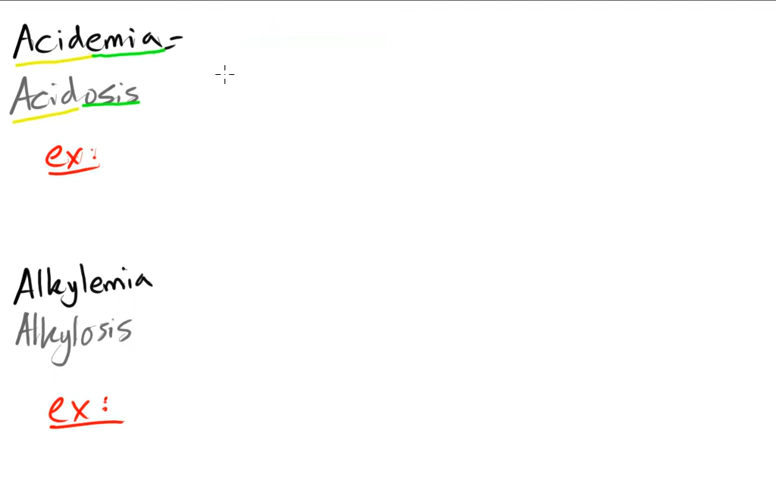 Acidemia=
Acidosis
ex:
Alkylemia
Alkylosis
ex: